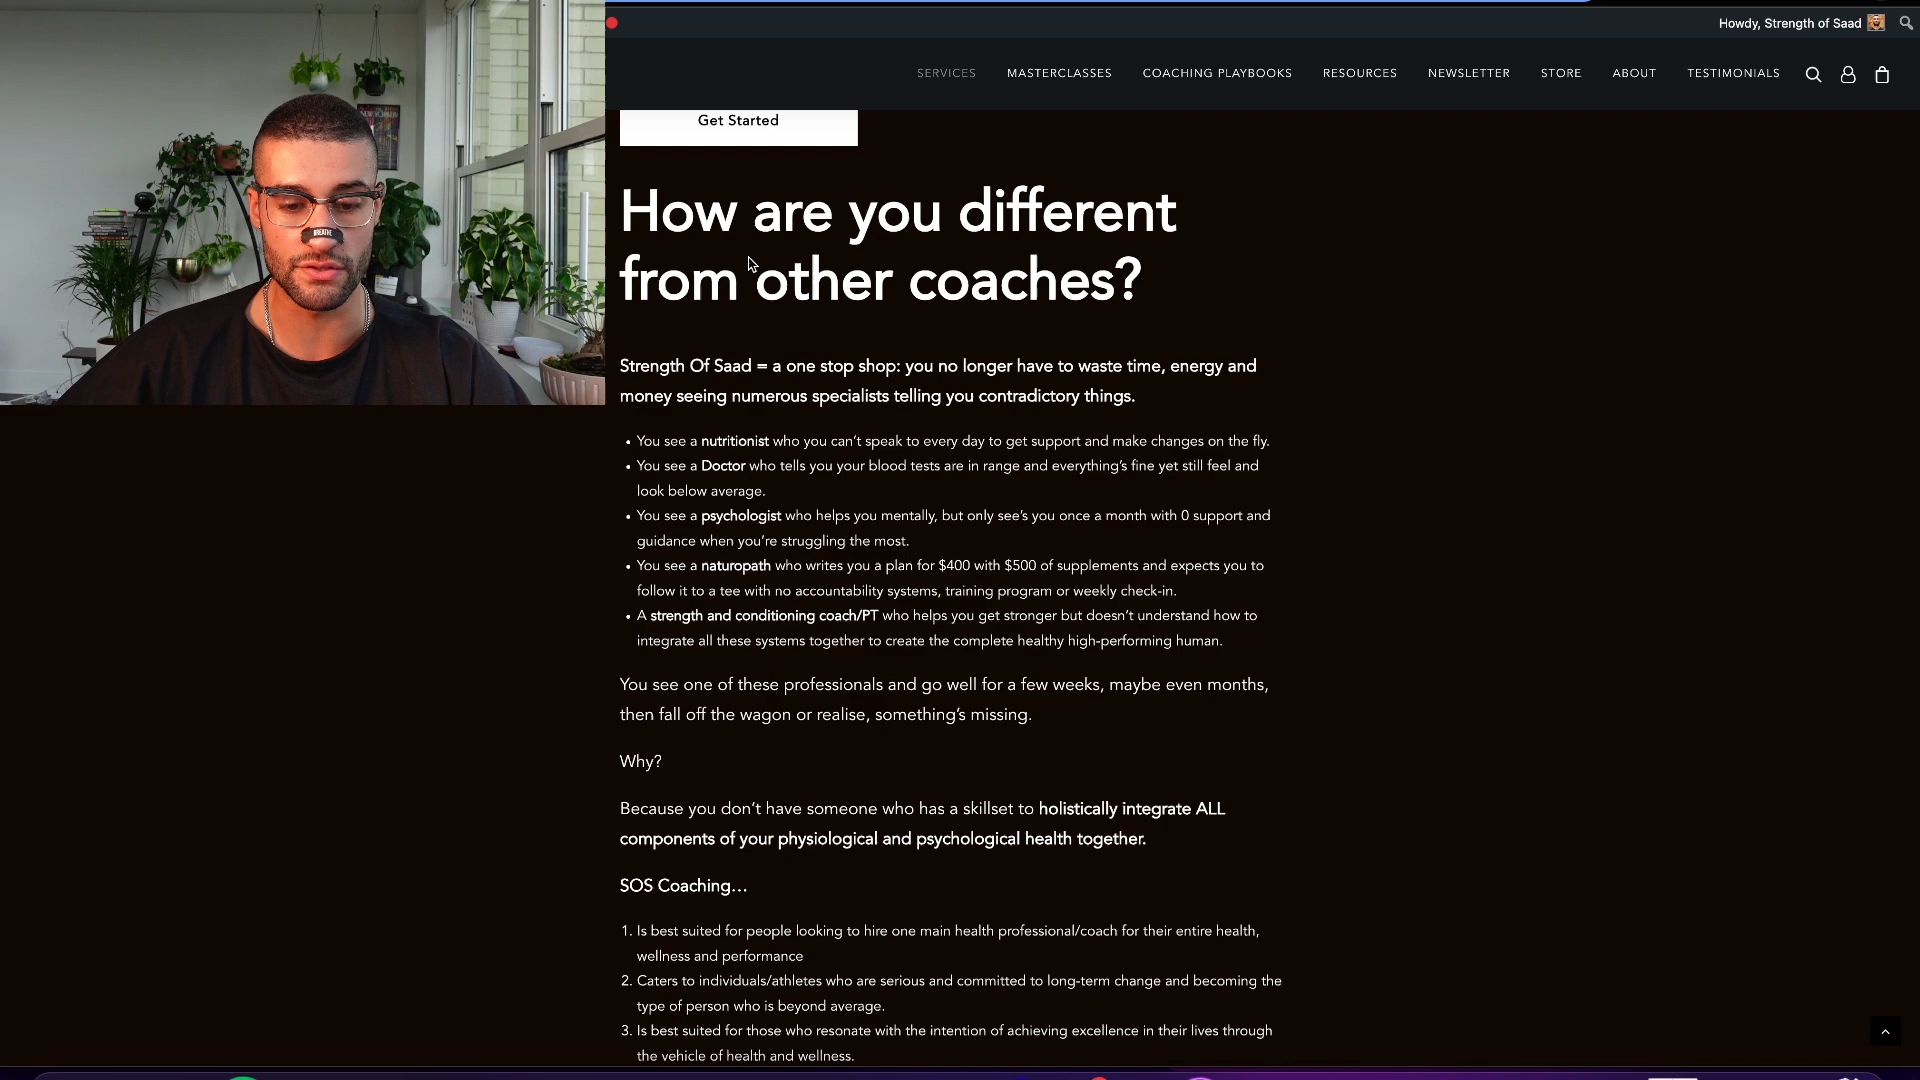 Howdy, Strength of Saad
SERVICES MASTERCLASSES COACHING PLAYBOOKS RESOURCES NEWSLETTER STORE ABOUT TESTIMONIALS
Get Started
BREATHE
How are you different
from other coaches?
Strength Of Saad = a one stop shop: you no longer have to waste time, energy and
money seeing numerous specialists telling you contradictory things.
• You see a nutritionist who you can't speak to every day to get support and make changes on the fly.
• You see a Doctor who tells you your blood tests are in range and everything's fine yet still feel and
look below average.
• You see a psychologist who helps you mentally, but only see's you once a month with 0 support and
guidance when you're struggling the most.
• You see a naturopath who writes you a plan for $400 with $500 of supplements and expects you to
follow it to a tee with no accountability systems, training program or weekly check-in.
• A strength and conditioning coach/PT who helps you get stronger but doesn't understand how to
integrate all these systems together to create the complete healthy high-performing human.
You see one of these professionals and go well for a few weeks, maybe even months,
then fall off the wagon or realise, something's missing.
Why?
Because you don't have someone who has a skillset to holistically integrate ALL
components of your physiological and psychological health together.
SOS Coaching...
1. Is best suited for people looking to hire one main health professional/coach for their entire health,
wellness and performance
2. Caters to individuals/athletes who are serious and committed to long-term change and becoming the
type of person who is beyond average.
3. Is best suited for those who resonate with the intention of achieving excellence in their lives through
the vehicle of health and wellness.